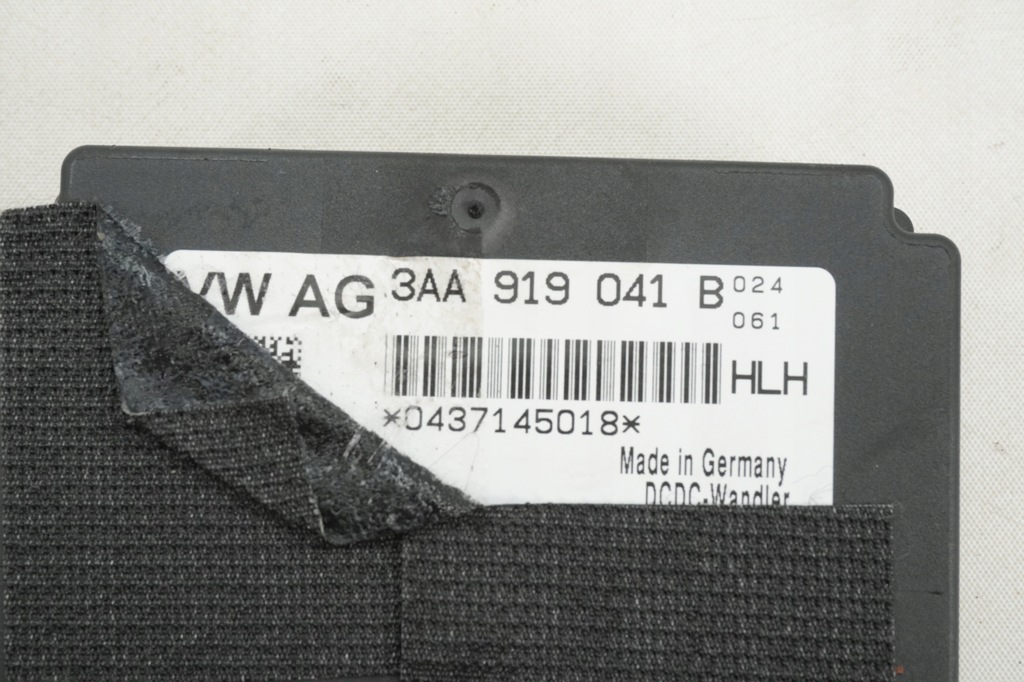 VW AG 3AA 919 041 B 024
061
HLH
*0437145018*
Made in Germany
DCDC-Wandler